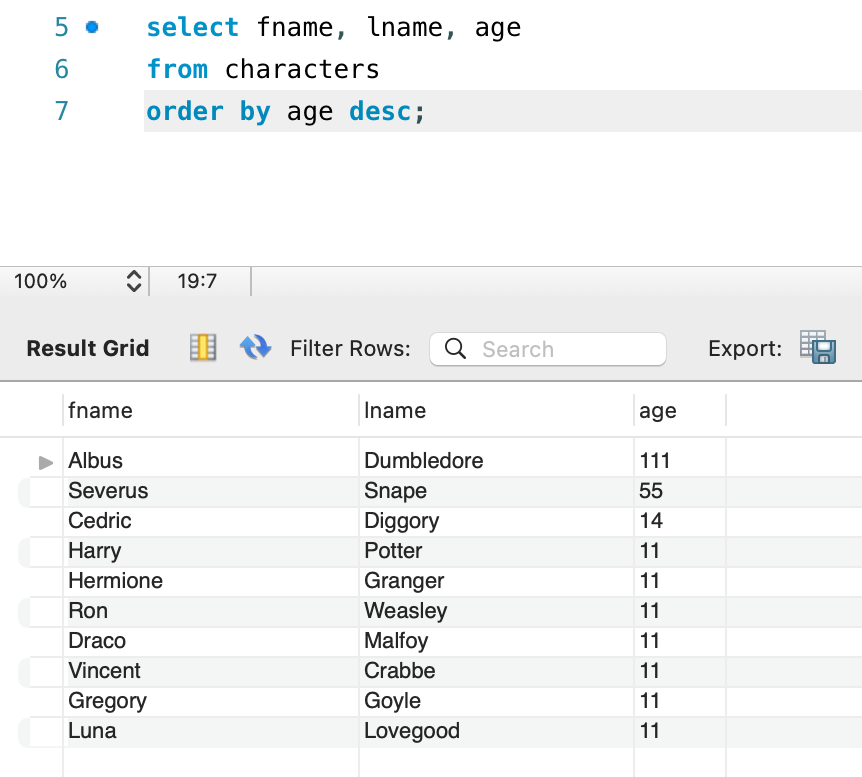 5 select fname, lname, age
6 from characters
7 order by age desc;
100% 19:7
Result Grid Filter Rows: Search Export:
fname lname age
Albus Dumbledore 111
Severus Snape 55
Cedric Diggory 14
Harry Potter 11
Hermione Granger 11
Ron Weasley 11
Draco Malfoy 11
Vincent Crabbe 11
Gregory Goyle 11
Luna Lovegood 11